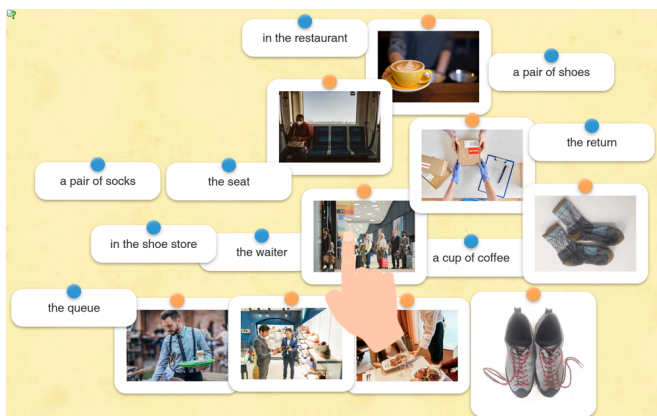 in the restaurant
a pair of shoes
the return
a pair of socks
the seat
in the shoe store
the waiter
a cup of coffee
the queue